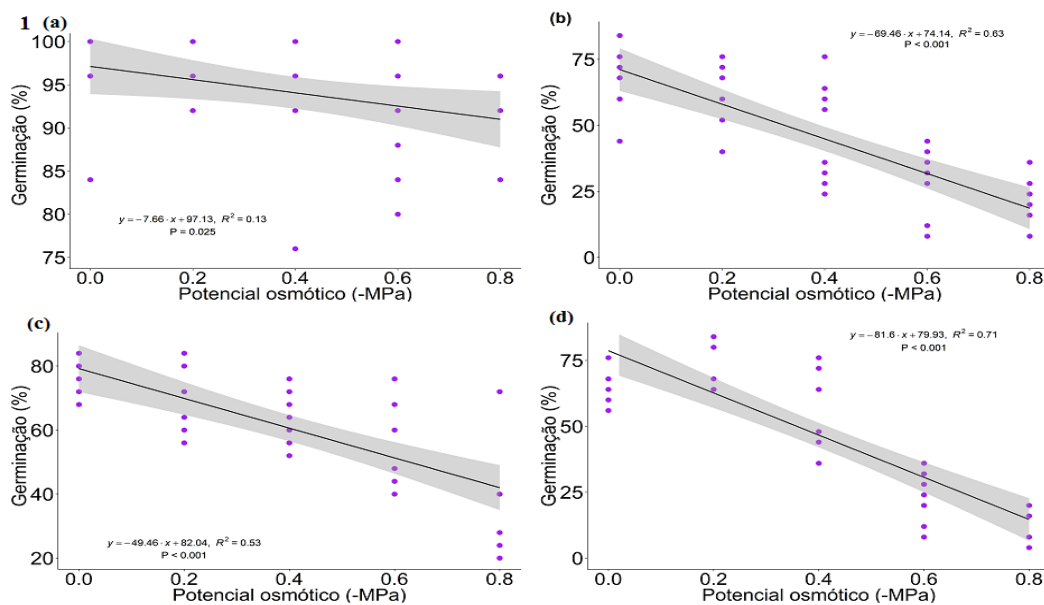 1 (a)
Germinação (%)
100
95
90
85
80
75
y = −7.66 · x + 97.13, R² = 0.13
P = 0.025
0.0 0.2 0.4 0.6 0.8
Potencial osmótico (-MPa)
(b)
Germinação (%)
75
50
25
0
y = −69.46 · x + 74.14, R² = 0.63
P < 0.001
0.0 0.2 0.4 0.6 0.8
Potencial osmótico (-MPa)
(c)
Germinação (%)
80
60
40
20
y = −49.46 · x + 82.04, R² = 0.53
P < 0.001
0.0 0.2 0.4 0.6 0.8
Potencial osmótico (-MPa)
(d)
Germinação (%)
75
50
25
0
y = −81.6 · x + 79.93, R² = 0.71
P < 0.001
0.0 0.2 0.4 0.6 0.8
Potencial osmótico (-MPa)